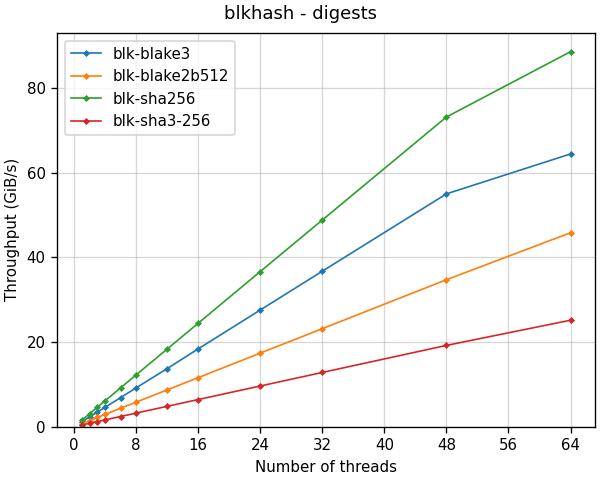 blkhash - digests
blk-blake3
blk-blake2b512
blk-sha256
blk-sha3-256
Throughput (GiB/s)
80
60
40
20
0
0 8 16 24 32 40 48 56 64
Number of threads